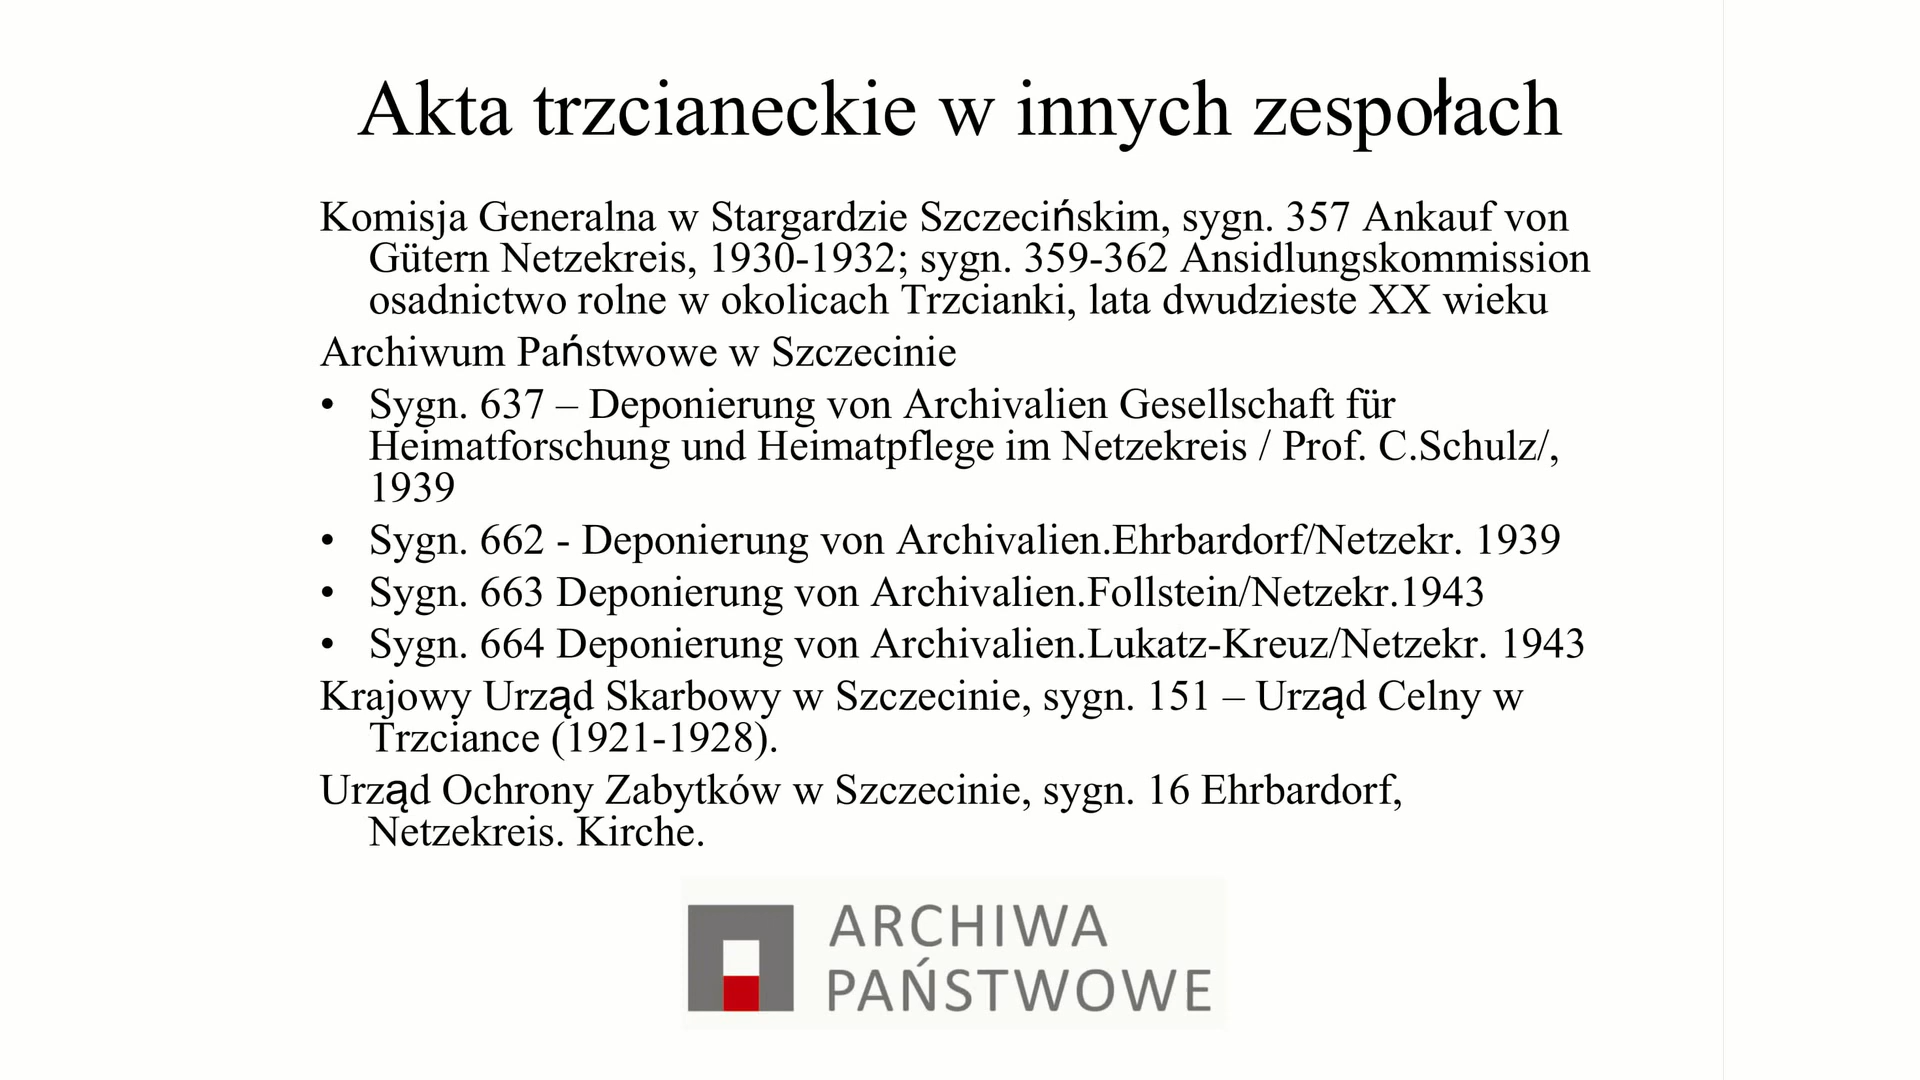 Akta trzcianeckie w innych zespołach
Komisja Generalna w Stargardzie Szczecińskim, sygn. 357 Ankauf von
Gütern Netzekreis, 1930-1932; sygn. 359-362 Ansidlungskommission
osadnictwo rolne w okolicach Trzcianki, lata dwudzieste XX wieku
Archiwum Państwowe w Szczecinie
• Sygn. 637 – Deponierung von Archivalien Gesellschaft für
Heimatforschung und Heimatpflege im Netzekreis / Prof. C.Schulz/,
1939
• Sygn. 662 - Deponierung von Archivalien.Ehrbardorf/Netzekr. 1939
• Sygn. 663 Deponierung von Archivalien.Follstein/Netzekr.1943
• Sygn. 664 Deponierung von Archivalien.Lukatz-Kreuz/Netzekr. 1943
Krajowy Urząd Skarbowy w Szczecinie, sygn. 151 – Urząd Celny w
Trzciance (1921-1928).
Urząd Ochrony Zabytków w Szczecinie, sygn. 16 Ehrbardorf,
Netzekreis. Kirche.
ARCHIWA
PAŃSTWOWE